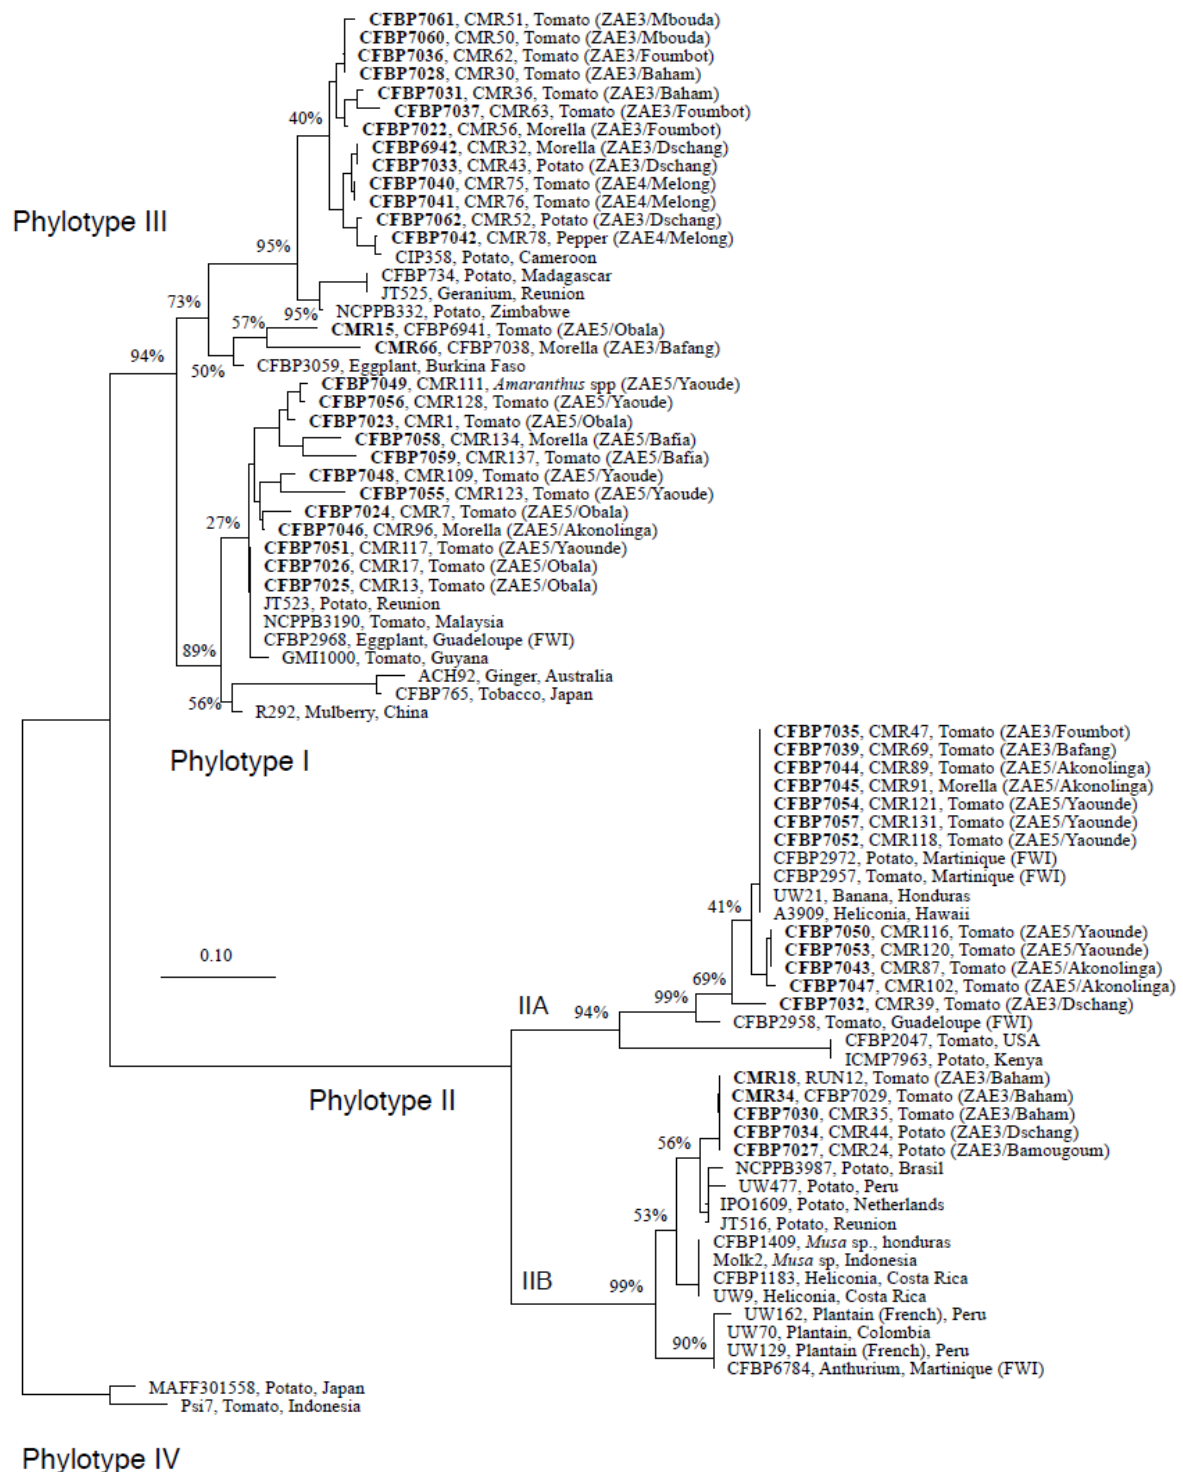 CFBP7061, CMR51, Tomato (ZAE3/Mbouda)
CFBP7060, CMR50, Tomato (ZAE3/Mbouda)
CFBP7036, CMR62, Tomato (ZAE3/Foumbot)
CFBP7028, CMR30, Tomato (ZAE3/Baham)
CFBP7031, CMR36, Tomato (ZAE3/Baham)
CFBP7037, CMR63, Tomato (ZAE3/Foumbot)
40%
CFBP7022, CMR56, Morella (ZAE3/Foumbot)
CFBP6942, CMR32, Morella (ZAE3/Dschang)
CFBP7033, CMR43, Potato (ZAE3/Dschang)
CFBP7040, CMR75, Tomato (ZAE4/Melong)
CFBP7041, CMR76, Tomato (ZAE4/Melong)
CFBP7062, CMR52, Potato (ZAE3/Dschang)
Phylotype III
CFBP7042, CMR78, Pepper (ZAE4/Melong)
95%
CIP358, Potato, Cameroon
CFBP734, Potato, Madagascar
JT525, Geranium, Reunion
73%
95%
NCPPB332, Potato, Zimbabwe
57%
CMR15, CFBP6941, Tomato (ZAE5/Obala)
CMR66, CFBP7038, Morella (ZAE3/Bafang)
94%
50%
CFBP3059, Eggplant, Burkina Faso
CFBP7049, CMR111, Amaranthus spp (ZAE5/Yaoude)
CFBP7056, CMR128, Tomato (ZAE5/Yaoude)
CFBP7023, CMR1, Tomato (ZAE5/Obala)
CFBP7058, CMR134, Morella (ZAE5/Bafia)
CFBP7059, CMR137, Tomato (ZAE5/Bafia)
CFBP7048, CMR109, Tomato (ZAE5/Yaoude)
CFBP7055, CMR123, Tomato (ZAE5/Yaoude)
CFBP7024, CMR7, Tomato (ZAE5/Obala)
27%
CFBP7046, CMR96, Morella (ZAE5/Akonolinga)
CFBP7051, CMR117, Tomato (ZAE5/Yaounde)
CFBP7026, CMR17, Tomato (ZAE5/Obala)
CFBP7025, CMR13, Tomato (ZAE5/Obala)
JT523, Potato, Reunion
NCPPB3190, Tomato, Malaysia
CFBP2968, Eggplant, Guadeloupe (FWI)
89%
GMI1000, Tomato, Guyana
ACH92, Ginger, Australia
CFBP765, Tobacco, Japan
56%
R292, Mulberry, China
Phylotype I
CFBP7035, CMR47, Tomato (ZAE3/Foumbot)
CFBP7039, CMR69, Tomato (ZAE3/Bafang)
CFBP7044, CMR89, Tomato (ZAE5/Akonolinga)
CFBP7045, CMR91, Morella (ZAE5/Akonolinga)
CFBP7054, CMR121, Tomato (ZAE5/Yaounde)
CFBP7057, CMR131, Tomato (ZAE5/Yaounde)
CFBP7052, CMR118, Tomato (ZAE5/Yaounde)
CFBP2972, Potato, Martinique (FWI)
CFBP2957, Tomato, Martinique (FWI)
UW21, Banana, Honduras
41%
A3909, Heliconia, Hawaii
CFBP7050, CMR116, Tomato (ZAE5/Yaounde)
CFBP7053, CMR120, Tomato (ZAE5/Yaounde)
0.10
CFBP7043, CMR87, Tomato (ZAE5/Akonolinga)
69%
CFBP7047, CMR102, Tomato (ZAE5/Akonolinga)
99%
CFBP7032, CMR39, Tomato (ZAE3/Dschang)
IIA
94%
CFBP2958, Tomato, Guadeloupe (FWI)
CFBP2047, Tomato, USA
ICMP7963, Potato, Kenya
CMR18, RUN12, Tomato (ZAE3/Baham)
Phylotype II
CMR34, CFBP7029, Tomato (ZAE3/Baham)
CFBP7030, CMR35, Tomato (ZAE3/Baham)
CFBP7034, CMR44, Potato (ZAE3/Dschang)
56%
CFBP7027, CMR24, Potato (ZAE3/Bamougoum)
NCPPB3987, Potato, Brasil
UW477, Potato, Peru
IPO1609, Potato, Netherlands
53%
JT516, Potato, Reunion
CFBP1409, Musa sp., honduras
Molk2, Musa sp, Indonesia
IIB
99%
CFBP1183, Heliconia, Costa Rica
UW9, Heliconia, Costa Rica
UW162, Plantain (French), Peru
UW70, Plantain, Colombia
90%
UW129, Plantain (French), Peru
CFBP6784, Anthurium, Martinique (FWI)
MAFF301558, Potato, Japan
Psi7, Tomato, Indonesia
Phylotype IV